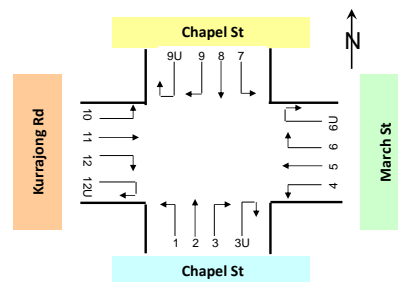 Chapel St
N
9U 9 8 7
Kurrajong Rd
10
11
12
12U
6U
6
5
4
March St
1 2 3 3U
Chapel St